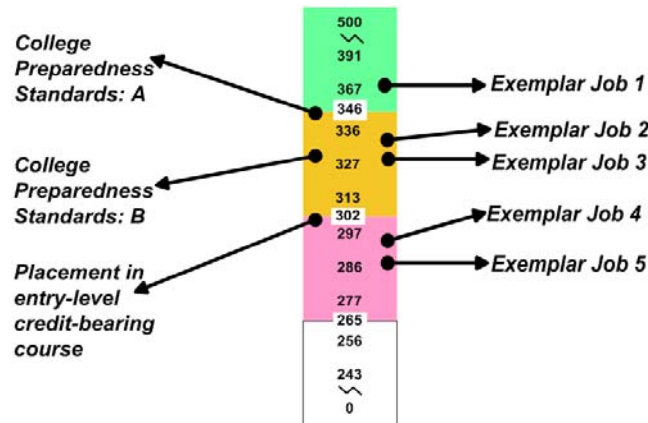 College
Preparedness
Standards: A
College
Preparedness
Standards: B
Placement in
entry-level
credit-bearing
course
500
391
367
346
336
327
313
302
297
286
277
265
256
243
0
Exemplar Job 1
Exemplar Job 2
Exemplar Job 3
Exemplar Job 4
Exemplar Job 5